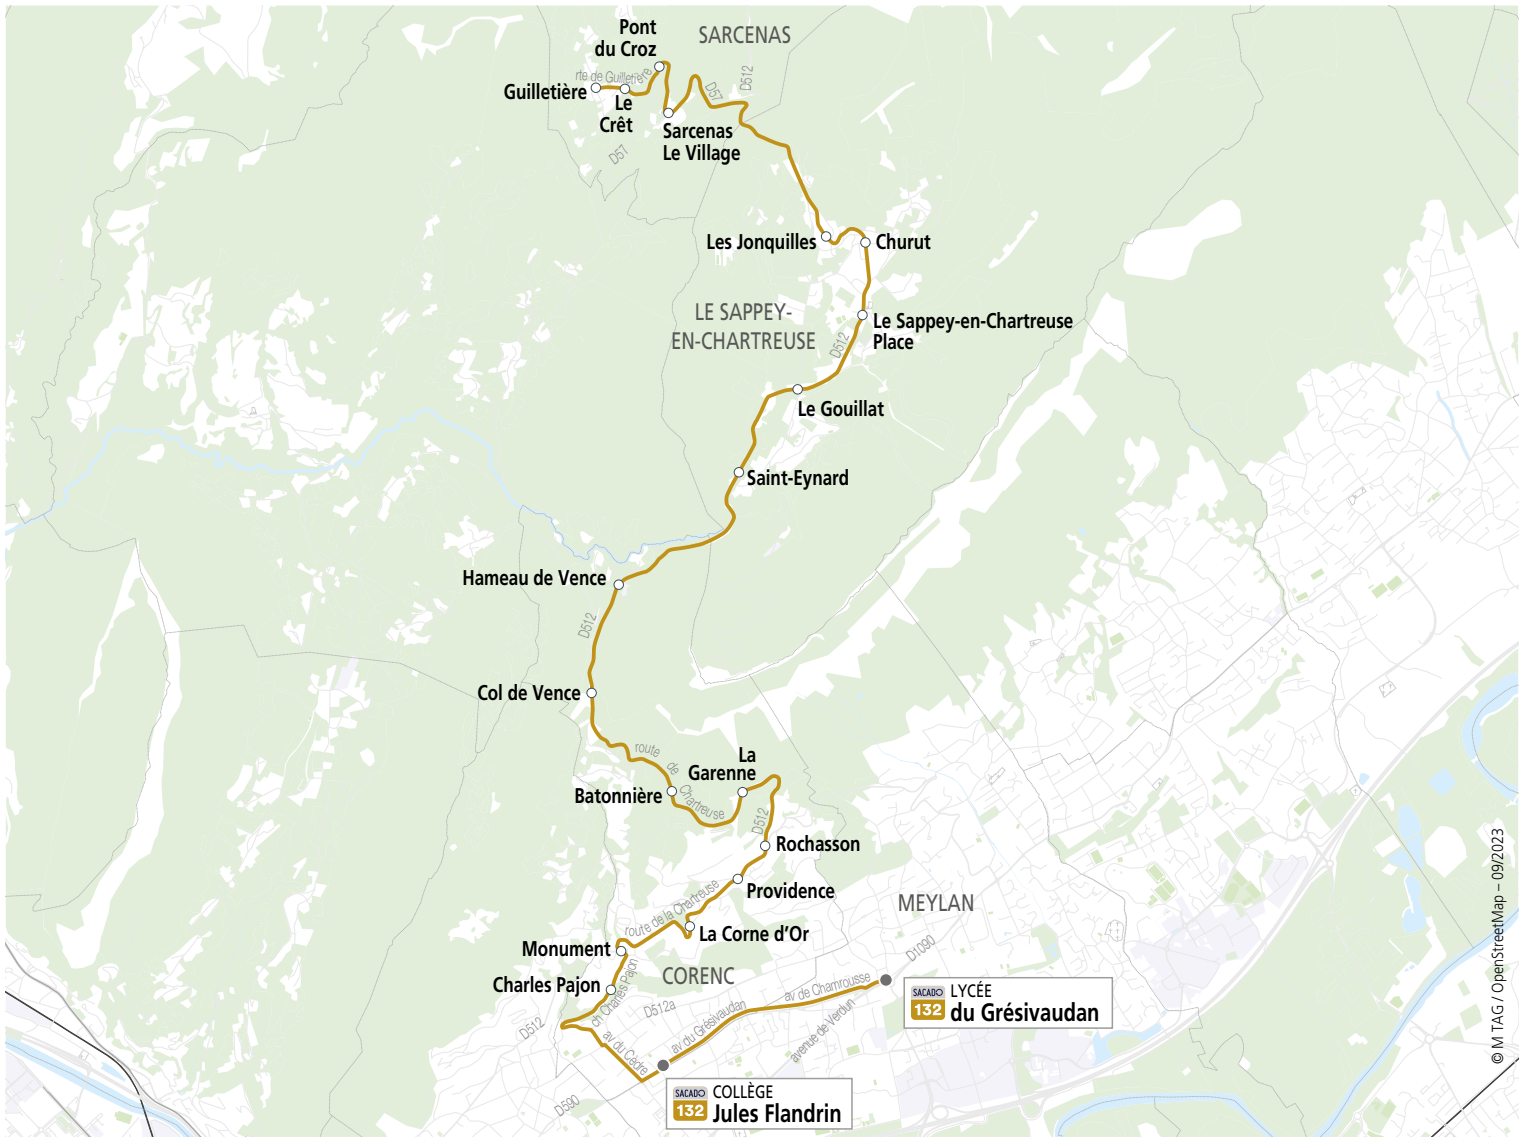 Pont
du Croz
SARCENAS
rte de Guilletière
D57
D512
Guilletière
Le
Crêt
Sarcenas
Le Village
D57
Les Jonquilles
Churut
LE SAPPEY-
EN-CHARTREUSE
Le Sappey-en-Chartreuse
Place
D512
Le Gouillat
Saint-Eynard
Hameau de Vence
D512
Col de Vence
route de Chartreuse
La
Garenne
Batonnière
D512
Rochasson
Providence
route de la Chartreuse
MEYLAN
La Corne d'Or
Monument
D1090
CORENC
Charles Pajon
ch Charles Pajon
av de Chamrousse
SACADO
132
LYCÉE
du Grésivaudan
D512a
D512
av du Grésivaudan
avenue de Verdun
av du Cèdre
SACADO
132
COLLÈGE
Jules Flandrin
D590
© M TAG / OpenStreetMap – 09/2023